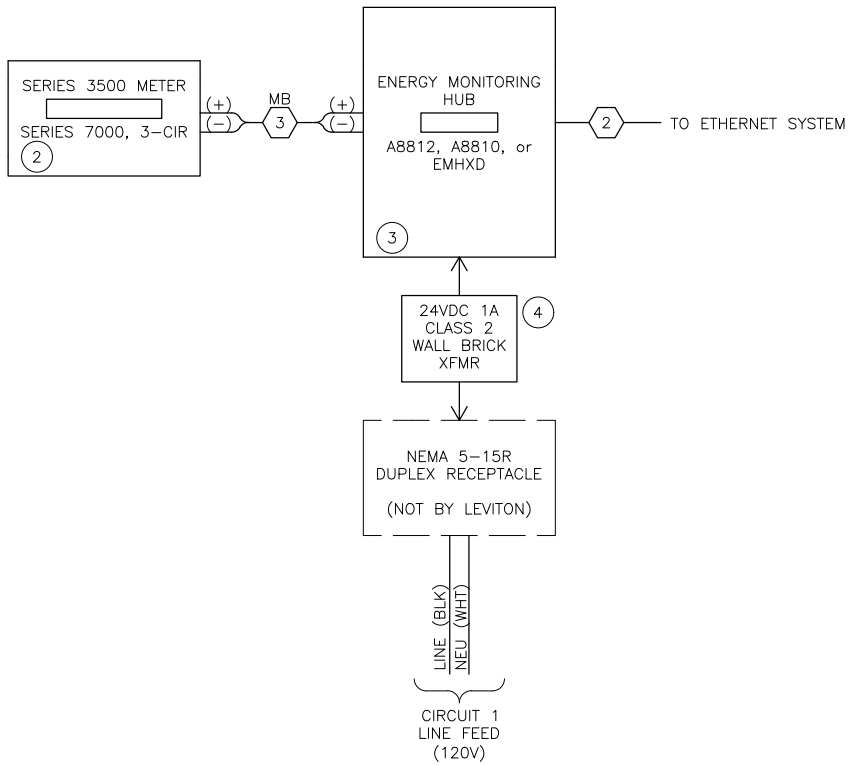 SERIES 3500 METER
SERIES 7000, 3-CIR
2
(+)
(-)
MB
3
(+)
(-)
ENERGY MONITORING
HUB
A8812, A8810, or
EMHXD
3
2
TO ETHERNET SYSTEM
24VDC 1A
CLASS 2
WALL BRICK
XFMR
4
NEMA 5-15R
DUPLEX RECEPTACLE
(NOT BY LEVITON)
LINE (BLK)
NEU (WHT)
CIRCUIT 1
LINE FEED
(120V)